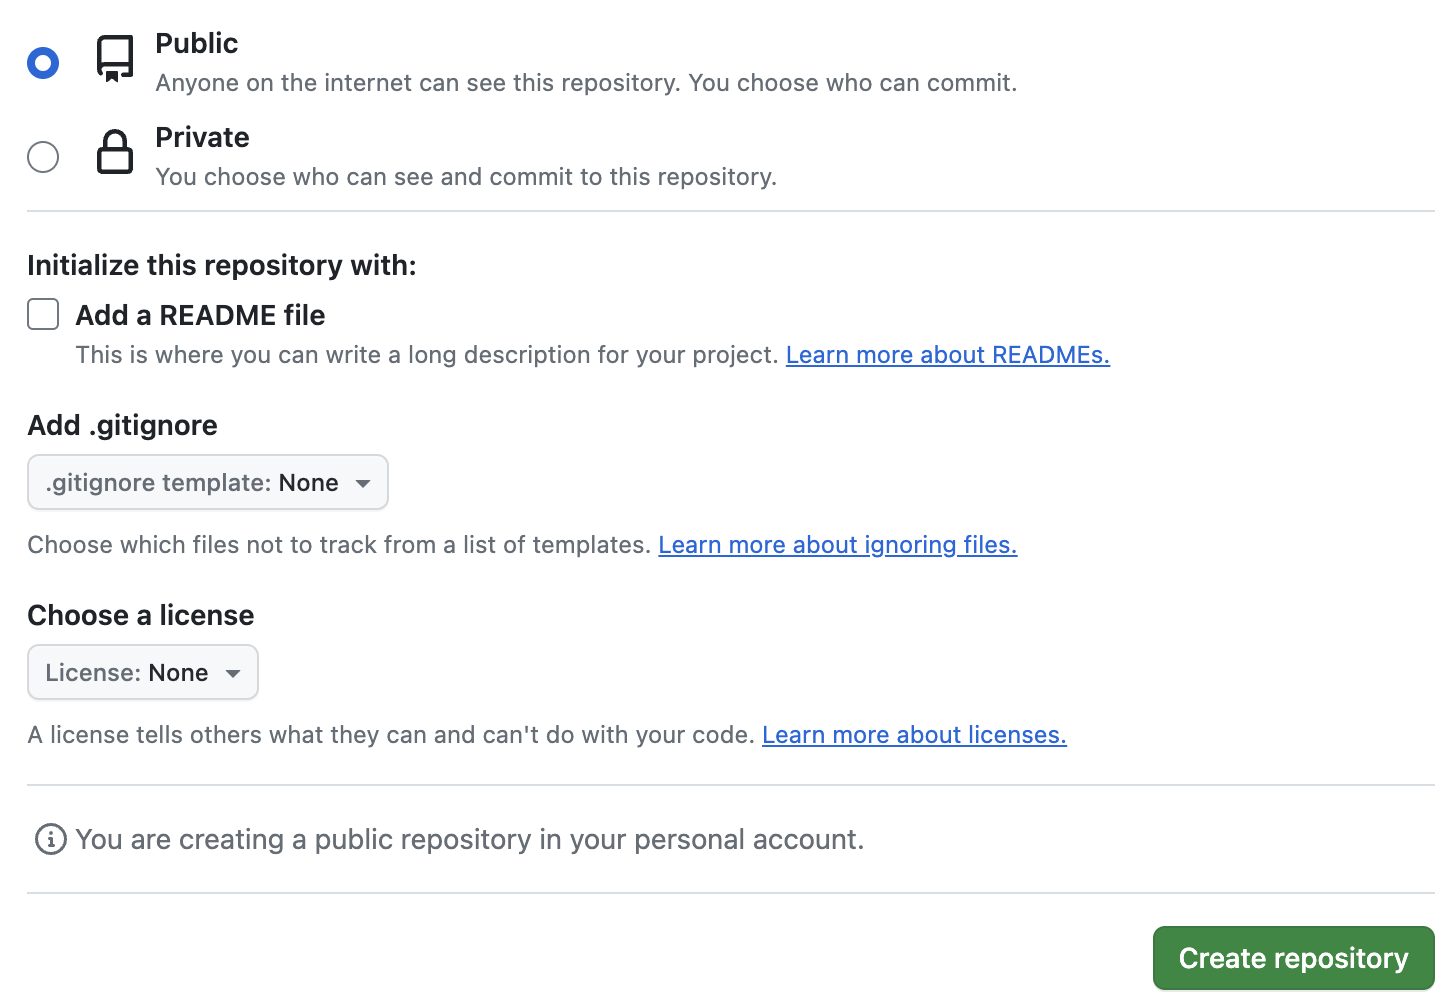 Public
Anyone on the internet can see this repository. You choose who can commit.
Private
You choose who can see and commit to this repository.
Initialize this repository with:
Add a README file
This is where you can write a long description for your project. Learn more about READMEs.
Add .gitignore
.gitignore template: None
Choose which files not to track from a list of templates. Learn more about ignoring files.
Choose a license
License: None
A license tells others what they can and can't do with your code. Learn more about licenses.
You are creating a public repository in your personal account.
Create repository